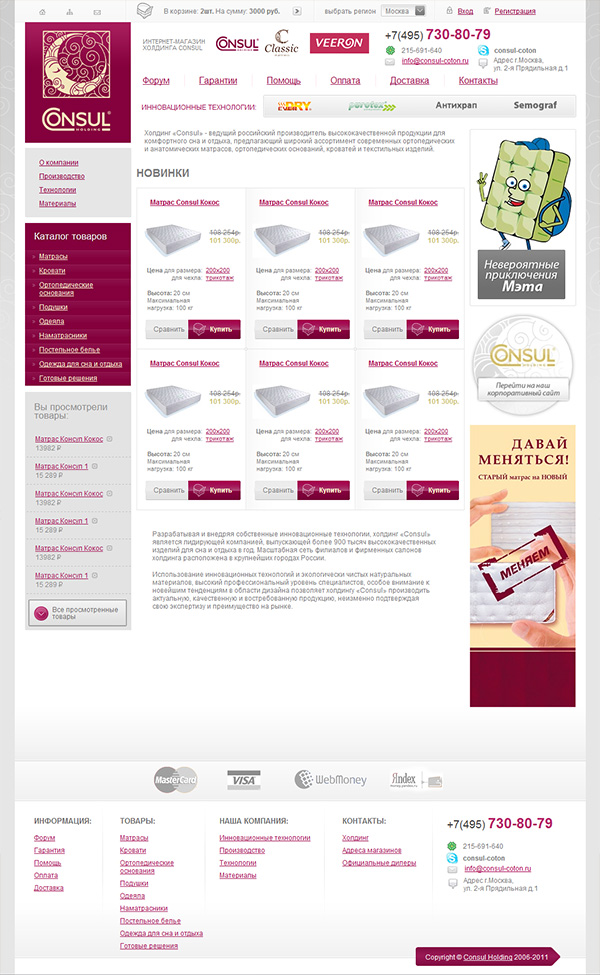 В корзине: 2шт. На сумму: 3000 руб.
выбрать регион
Москва
Вход
Регистрация
CONSUL®
HOLDING
ИНТЕРНЕТ-МАГАЗИН
ХОЛДИНГА CONSUL
CONSUL
Classic
VEERON
+7(495) 730-80-79
215-691-640
consul-coton
info@consul-coton.ru
Адрес г.Москва,
ул. 2-я Прядильная д.1
Форум
Гарантии
Помощь
Оплата
Доставка
Контакты
ИННОВАЦИОННЫЕ ТЕХНОЛОГИИ:
DRY
purotex
Антихрап
Semograf
О компании
Производство
Технологии
Материалы
Каталог товаров
Матрасы
Кровати
Ортопедические
основания
Подушки
Одеяла
Наматрасники
Постельное белье
Одежда для сна и отдыха
Готовые решения
Вы просмотрели
товары:
Матрас Консул Кокос
13982 Р
Матрас Консул 1
15 289 Р
Матрас Консул Кокос
13982 Р
Матрас Консул 1
15 289 Р
Матрас Консул Кокос
13982 Р
Матрас Консул 1
15 289 Р
Все просмотренные
товары
Холдинг «Consul» - ведущий российский производитель высококачественной продукции для
комфортного сна и отдыха, предлагающий широкий ассортимент современных ортопедических
и анатомических матрасов, ортопедических оснований, кроватей и текстильных изделий.
НОВИНКИ
Матрас Consul Кокос
Матрас Consul Кокос
Матрас Consul Кокос
108 254р.
101 300р.
108 254р.
101 300р.
108 254р.
101 300р.
Цена для размера: 200x200
для чехла: трикотаж
Цена для размера: 200x200
для чехла: трикотаж
Цена для размера: 200x200
для чехла: трикотаж
Высота: 20 см
Максимальная
нагрузка: 100 кг
Высота: 20 см
Максимальная
нагрузка: 100 кг
Высота: 20 см
Максимальная
нагрузка: 100 кг
Сравнить Купить
Сравнить Купить
Сравнить Купить
Матрас Consul Кокос
Матрас Consul Кокос
Матрас Consul Кокос
108 254р.
101 300р.
108 254р.
101 300р.
108 254р.
101 300р.
Цена для размера: 200x200
для чехла: трикотаж
Цена для размера: 200x200
для чехла: трикотаж
Цена для размера: 200x200
для чехла: трикотаж
Высота: 20 см
Максимальная
нагрузка: 100 кг
Высота: 20 см
Максимальная
нагрузка: 100 кг
Высота: 20 см
Максимальная
нагрузка: 100 кг
Сравнить Купить
Сравнить Купить
Сравнить Купить
Разрабатывая и внедряя собственные инновационные технологии, холдинг «Consul»
является лидирующей компанией, выпускающей более 900 тысяч высококачественных
изделий для сна и отдыха в год. Масштабная сеть филиалов и фирменных салонов
холдинга расположена в крупнейших городах России.
Использование инновационных технологий и экологически чистых натуральных
материалов, высокий профессиональный уровень специалистов, особое внимание к
новейшим тенденциям в области дизайна позволяет холдингу «Consul» производить
актуальную, качественную и востребованную продукцию, неизменно подтверждая
свою экспертизу и преимущество на рынке.
Невероятные
приключения
Мэта
CONSUL
Перейти на наш
корпоративный сайт
ДАВАЙ
МЕНЯТЬСЯ!
СТАРЫЙ матрас на НОВЫЙ
МЕНЯЕМ
MasterCard
VISA
WebMoney
Яndex
ИНФОРМАЦИЯ:
Форум
Гарантия
Помощь
Оплата
Доставка
ТОВАРЫ:
Матрасы
Кровати
Ортопедические
основания
Подушки
Одеяла
Наматрасники
Постельное белье
Одежда для сна и отдыха
Готовые решения
НАША КОМПАНИЯ:
Инновационные технологии
Производство
Технологии
Материалы
КОНТАКТЫ:
Холдинг
Адреса магазинов
Официальные дилеры
+7(495) 730-80-79
215-691-640
consul-coton
info@consul-coton.ru
Адрес г.Москва,
ул. 2-я Прядильная д.1
Copyright © Consul Holding 2006-2011